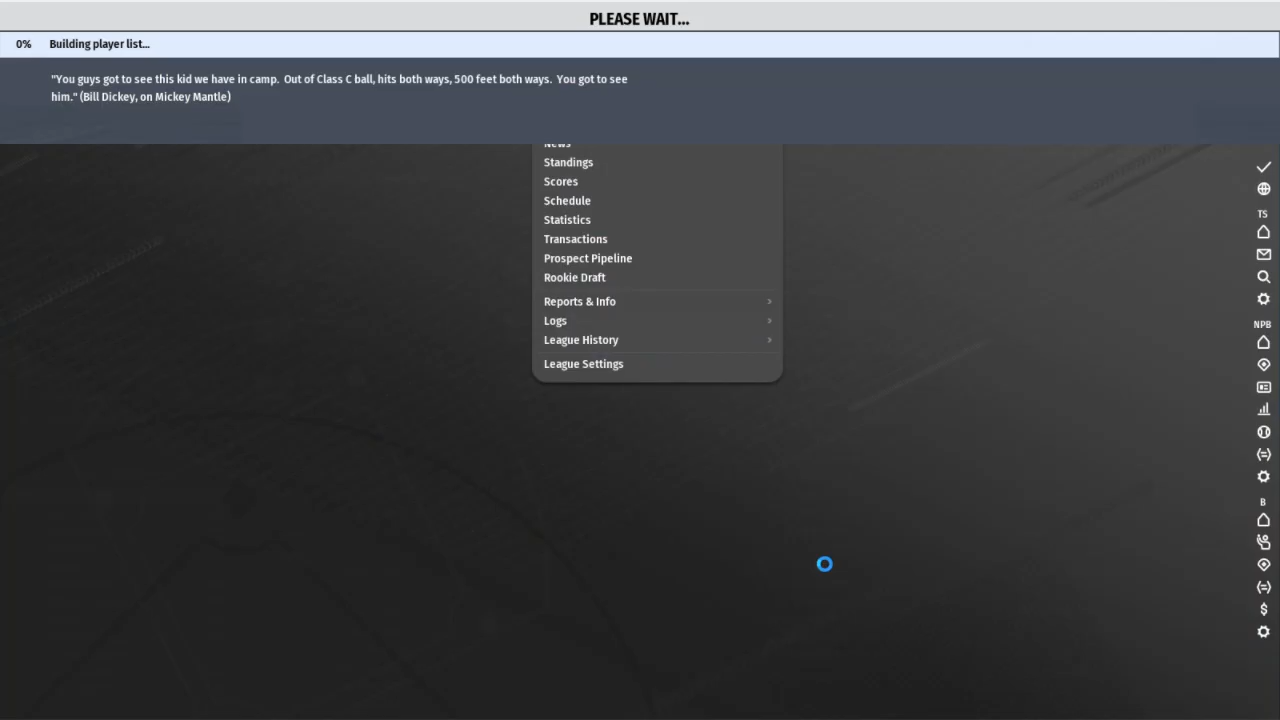 PLEASE WAIT...
0% Building player list...
"You guys got to see this kid we have in camp. Out of Class C ball, hits both ways, 500 feet both ways. You got to see
him." (Bill Dickey, on Mickey Mantle)
News
Standings
Scores
Schedule
Statistics
Transactions
Prospect Pipeline
Rookie Draft
Reports & Info
Logs
League History
League Settings
TS
NPB
B
$